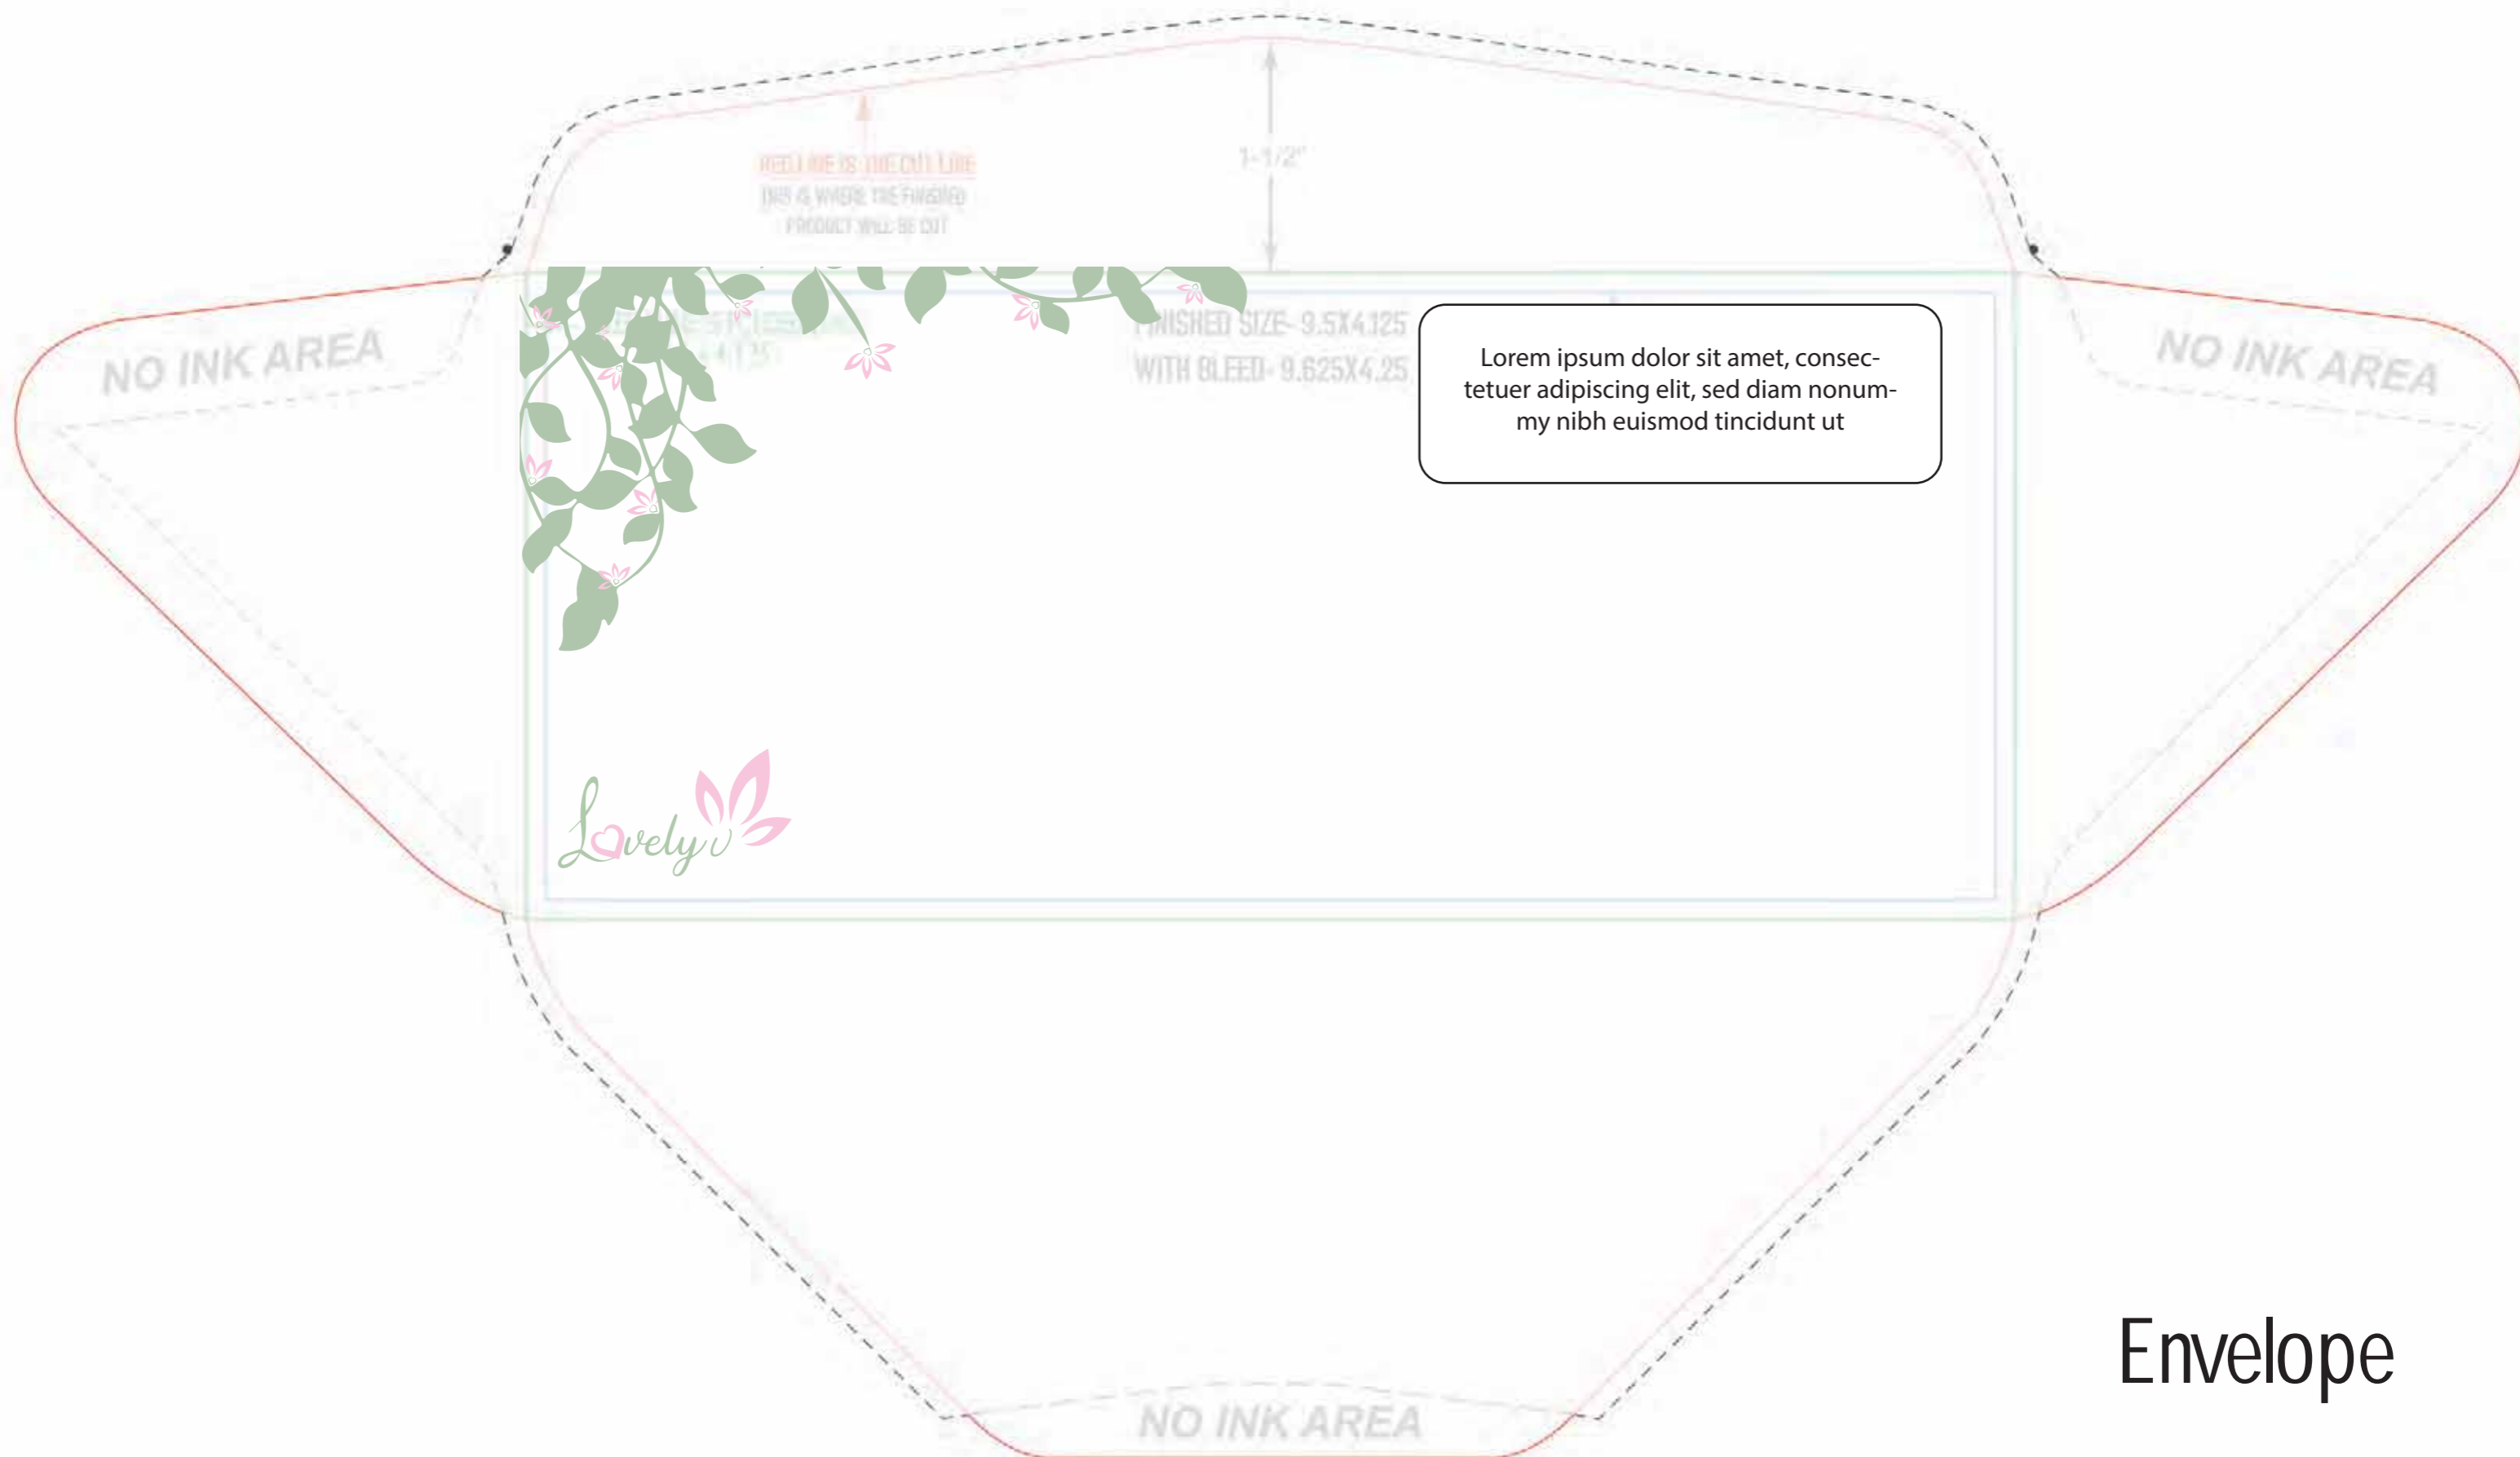 RED LINE IS THE CUT LINE
THIS IS WHERE THE FINISHED
PRODUCT WILL BE CUT
1-1/2"
NO INK AREA
NO INK AREA
FINISHED SIZE- 9.5X4.125
WITH BLEED- 9.625X4.25
Lorem ipsum dolor sit amet, consec-
tetuer adipiscing elit, sed diam nonum-
my nibh euismod tincidunt ut
Lovely
NO INK AREA
Envelope